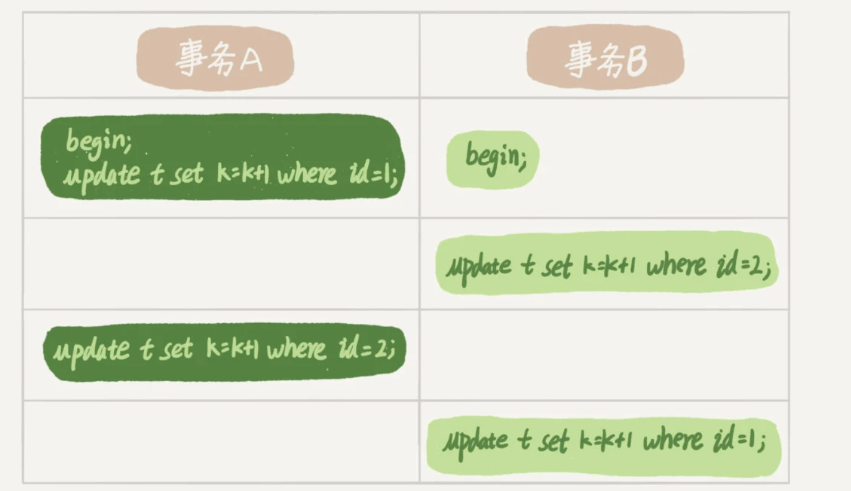 事务A
事务B
begin;
update t set k=k+1 where id=1;
begin;
update t set k=k+1 where id=2;
update t set k=k+1 where id=2;
update t set k=k+1 where id=1;